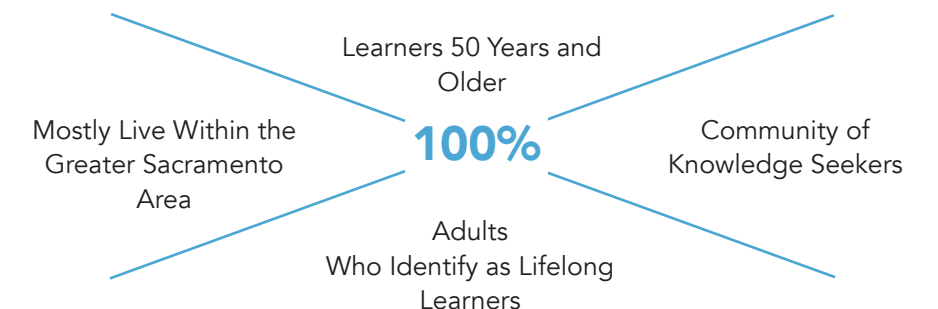 Learners 50 Years and
Older
Mostly Live Within the
Greater Sacramento
Area
100%
Community of
Knowledge Seekers
Adults
Who Identify as Lifelong
Learners